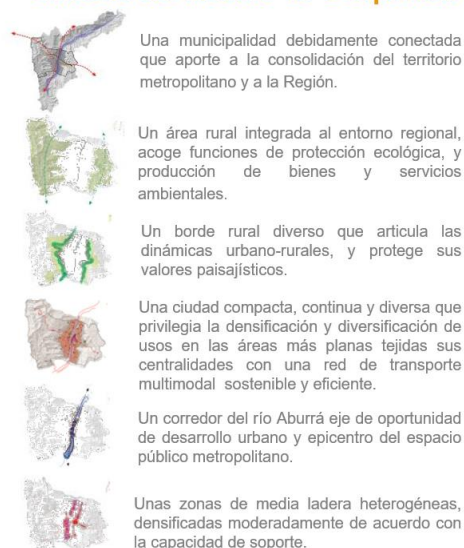 Una municipalidad debidamente conectada
que aporte a la consolidación del territorio
metropolitano y a la Región.
Un área rural integrada al entorno regional,
acoge funciones de protección ecológica, y
producción de bienes y servicios
ambientales.
Un borde rural diverso que articula las
dinámicas urbano-rurales, y protege sus
valores paisajísticos.
Una ciudad compacta, continua y diversa que
privilegia la densificación y diversificación de
usos en las áreas más planas tejidas sus
centralidades con una red de transporte
multimodal sostenible y eficiente.
Un corredor del río Aburrá eje de oportunidad
de desarrollo urbano y epicentro del espacio
público metropolitano.
Unas zonas de media ladera heterogéneas,
densificadas moderadamente de acuerdo con
la capacidad de soporte.